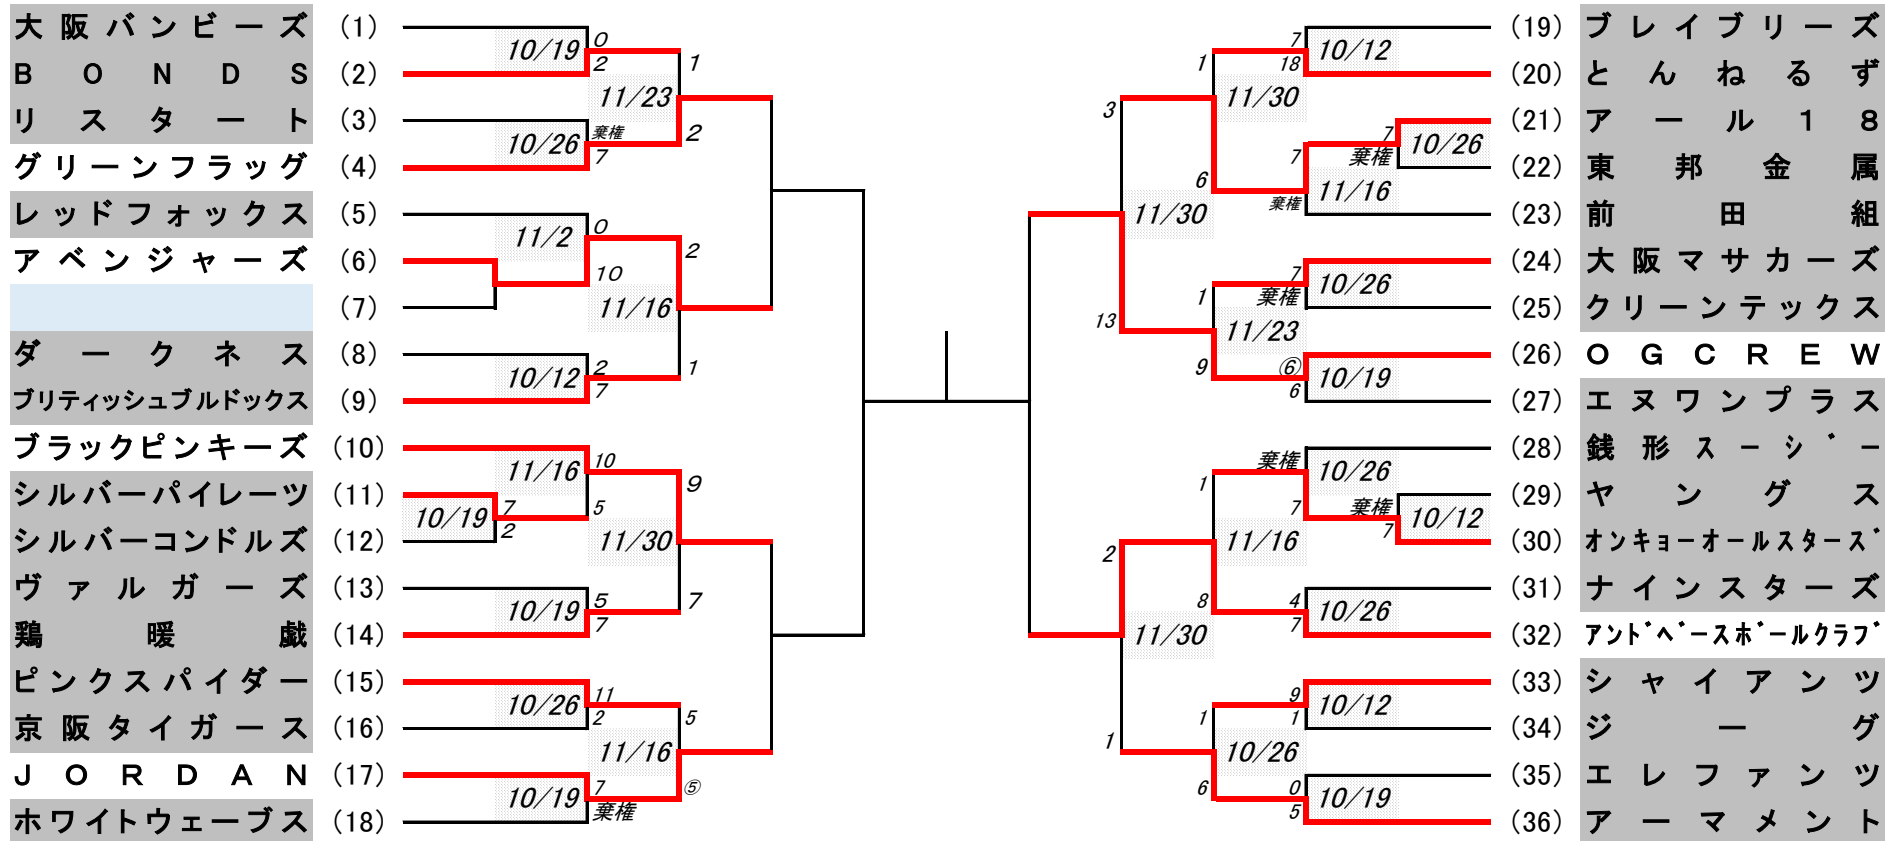 大阪バンビーズ (1)
BONDS (2)
リスタート (3)
グリーンフラッグ (4)
レッドフォックス (5)
アベンジャーズ (6)
(7)
ダークネス (8)
ブリティッシュブルドックス (9)
ブラックピンキーズ (10)
シルバーパイレーツ (11)
シルバーコンドルズ (12)
ヴァルガーズ (13)
鶏暖戯 (14)
ピンクスパイダー (15)
京阪タイガース (16)
JORDAN (17)
ホワイトウェーブス (18)
10/19 0
2
10/26 棄権
7
11/2 0
10
10/12 2
7
11/16 10
5
10/19 7
2
10/19 5
7
10/26 11
2
10/19 7
棄権
1
11/23
2
2
11/16
1
9
11/30
7
5
11/16
⑤
3
11/30
13
2
11/30
1
1
11/30
6
1
11/23
9
1
11/16
8
1
10/26
6
7 10/12
18
7 10/26
棄権
7
11/16
棄権
7 10/26
棄権
⑥ 10/19
6
棄権 10/26
7
棄権 10/12
7
4 10/26
7
9 10/12
1
0 10/19
5
(19) ブレイブリーズ
(20) とんねるず
(21) アール18
(22) 東邦金属
(23) 前田組
(24) 大阪マサカーズ
(25) クリーンテックス
(26) OGCREW
(27) エヌワンプラス
(28) 銭形スージー
(29) ヤングス
(30) オンキョーオールスターズ
(31) ナインスターズ
(32) アンドベースボールクラブ
(33) シャイアンツ
(34) ジーグ
(35) エレファンツ
(36) アーマメント